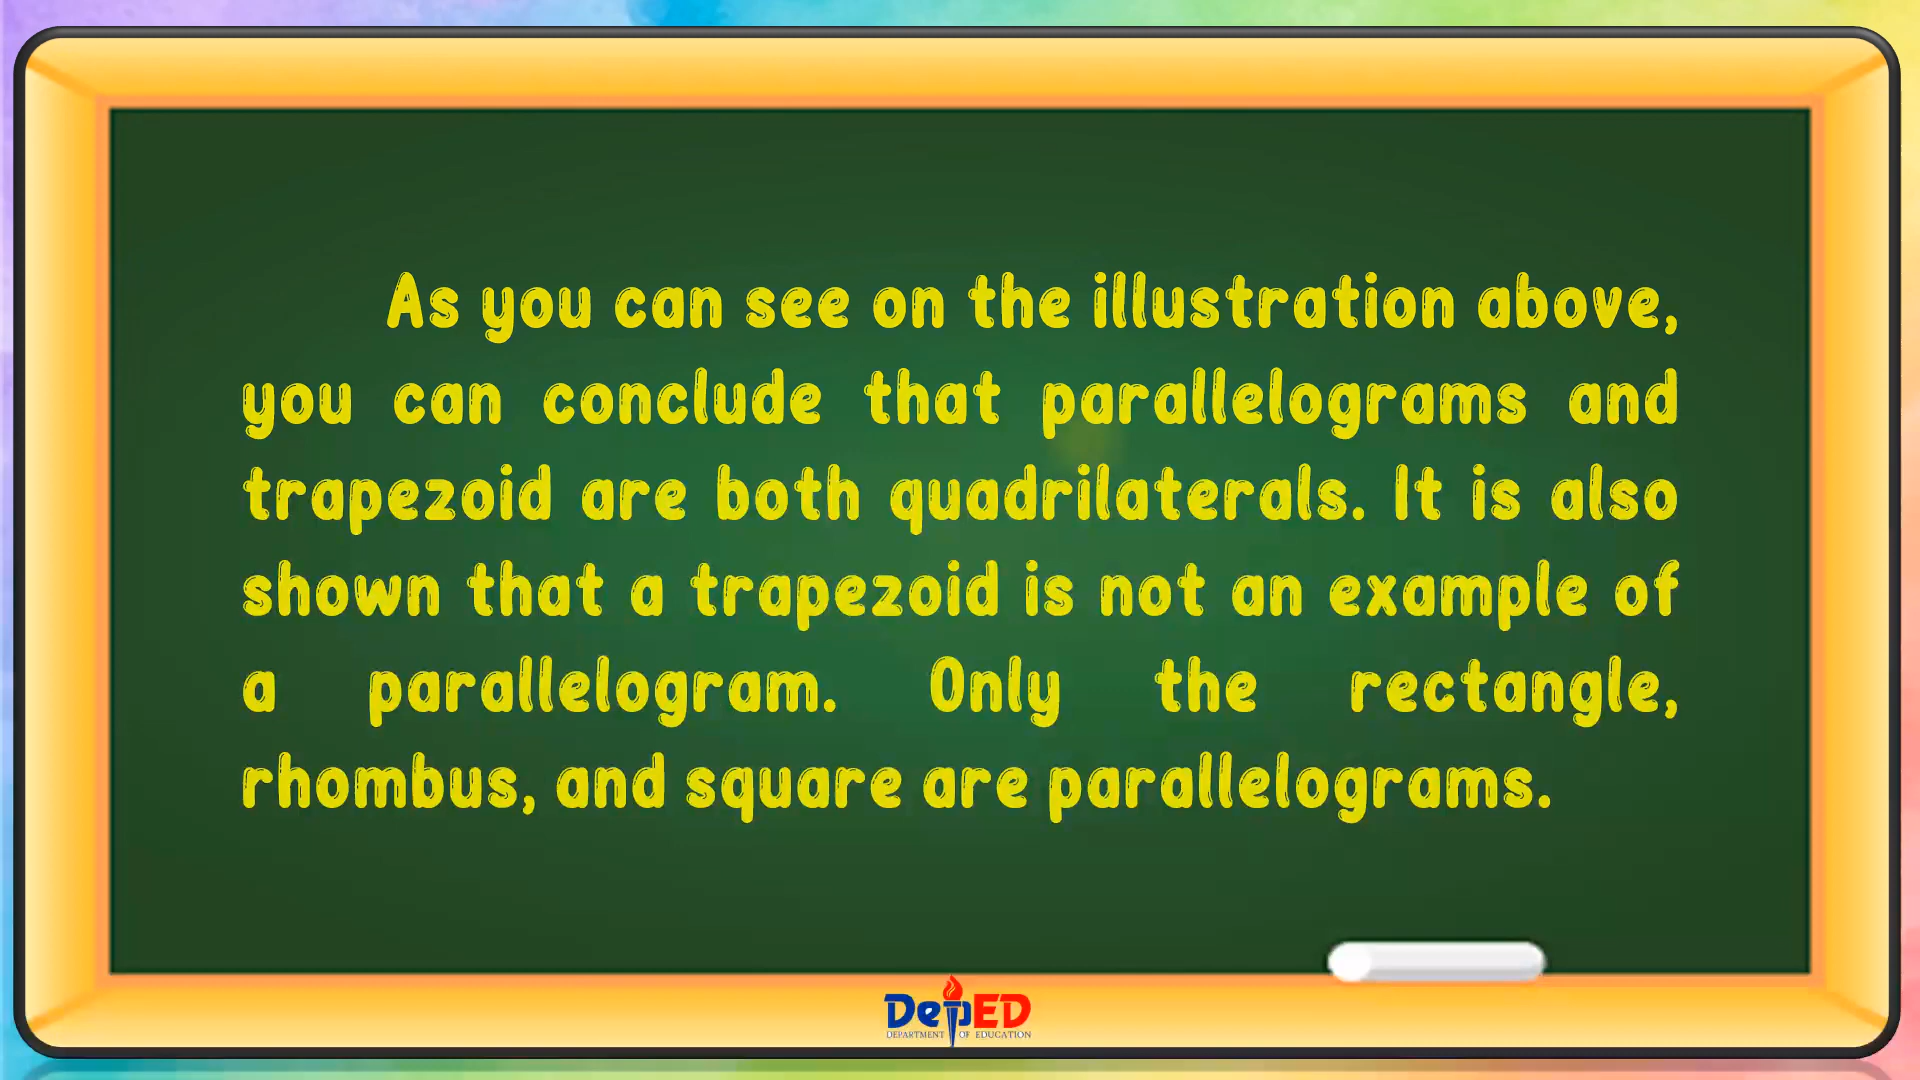 As you can see on the illustration above,
you can conclude that parallelograms and
trapezoid are both quadrilaterals. It is also
shown that a trapezoid is not an example of
a parallelogram. Only the rectangle,
rhombus, and square are parallelograms.
DepED
DEPARTMENT OF EDUCATION